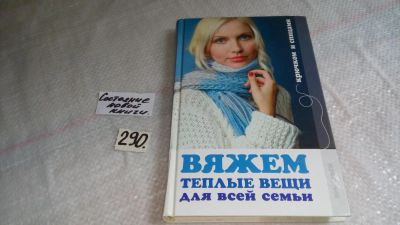 Состояние
новой
книги.
290.
крючком и спицами
ВЯЖЕМ
ТЕПЛЫЕ ВЕЩИ
ДЛЯ ВСЕЙ СЕМЬИ